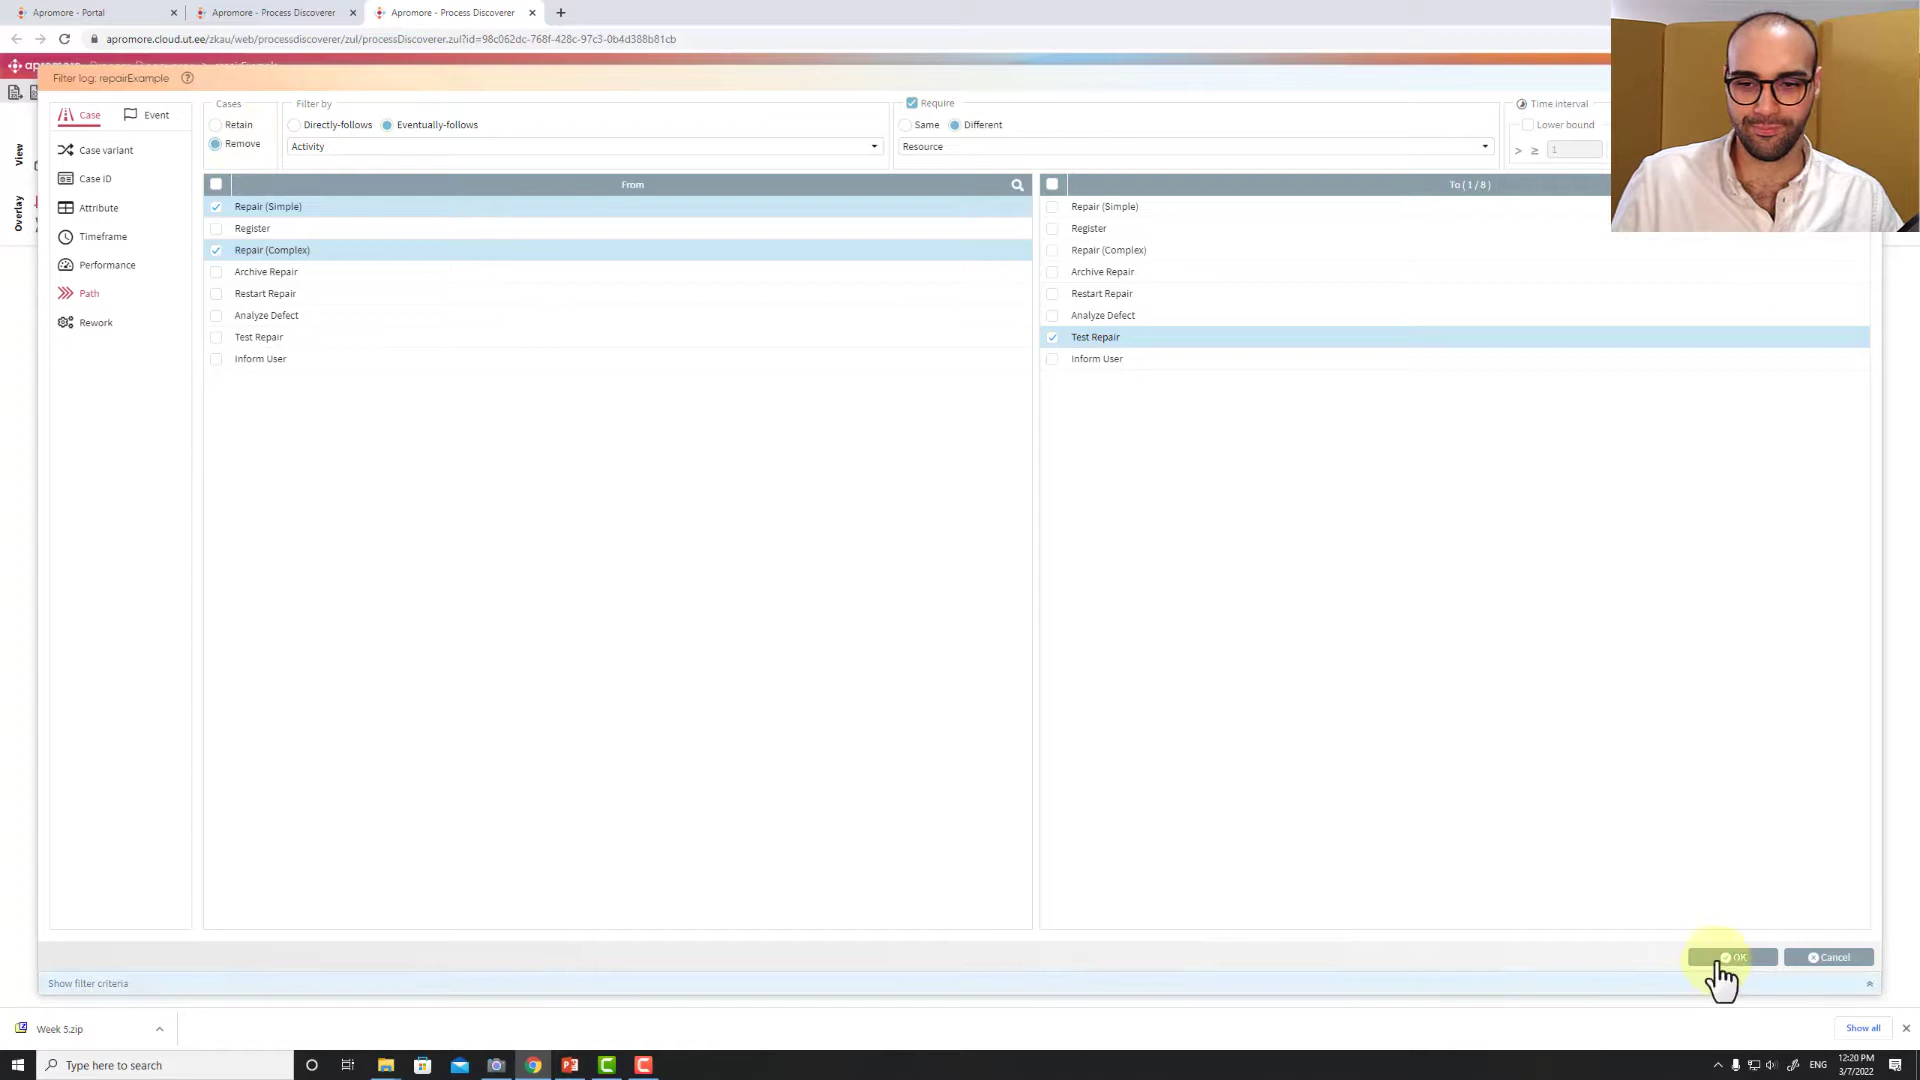 Apromore - Portal
Apromore - Process Discoverer
Apromore - Process Discoverer
apromore.cloud.ut.ee/zkau/web/processdiscoverer/zul/processDiscoverer.zul?id=98c062dc-768f-428c-97c3-0b4d388b81cb
Filter log: repairExample
Case
Event
Case variant
Case ID
Attribute
Timeframe
Performance
Path
Rework
View
Overlay
Cases
Retain
Remove
Filter by
Directly-follows
Eventually-follows
Activity
Require
Same
Different
Resource
Time interval
Lower bound
> ≥ 1
From
Repair (Simple)
Register
Repair (Complex)
Archive Repair
Restart Repair
Analyze Defect
Test Repair
Inform User
To ( 1 / 8 )
Repair (Simple)
Register
Repair (Complex)
Archive Repair
Restart Repair
Analyze Defect
Test Repair
Inform User
OK
Cancel
Show filter criteria
Week 5.zip
Show all
Type here to search
ENG
12:20 PM
3/7/2022